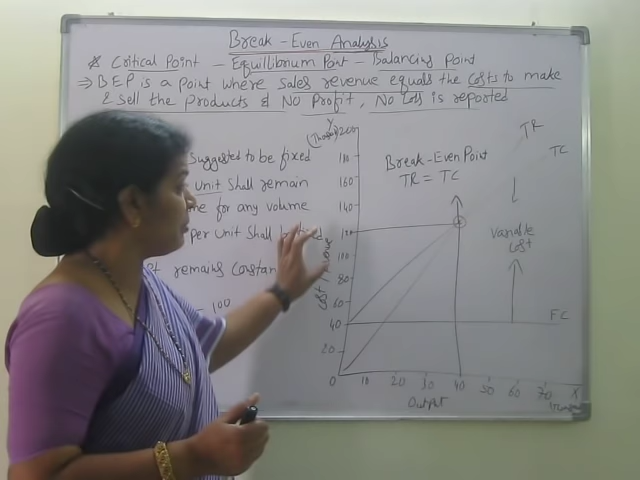 Break-Even Analysis
* Critical Point - Equilibrium Point - Balancing Point
⇒ BEP is a point where sales revenue equals the costs to make
& sell the products & No Profit, No Loss is reported
suggested to be fixed
unit shall remain
for any volume
per unit shall
remains
100
Y
200
180
160
140
120
100
80
60
40
20
0
Cost / Revenue
Break-Even Point
TR = TC
TR
TC
variable
cost
FC
10 20 30 40 50 60 70 X
Output